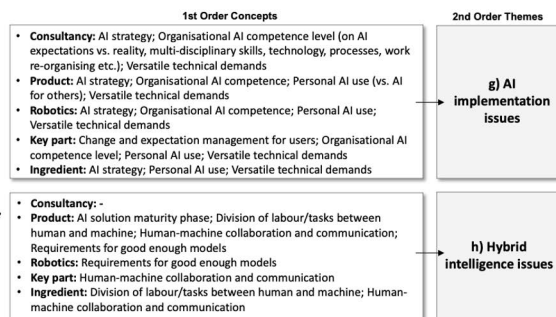 1st Order Concepts
2nd Order Themes
• Consultancy: AI strategy; Organisational AI competence level (on AI
expectations vs. reality, multi-disciplinary skills, technology, processes, work
re-organising etc.); Versatile technical demands
• Product: AI strategy; Organisational AI competence; Personal AI use (vs. AI
for others); Versatile technical demands
• Robotics: AI strategy; Organisational AI competence; Personal AI use;
Versatile technical demands
• Key part: Change and expectation management for users; Organisational AI
competence level; Personal AI use; Versatile technical demands
• Ingredient: AI strategy; Personal AI use; Versatile technical demands
g) AI
implementation
issues
• Consultancy: -
• Product: AI solution maturity phase; Division of labour/tasks between
human and machine; Human-machine collaboration and communication;
Requirements for good enough models
• Robotics: Requirements for good enough models
• Key part: Human-machine collaboration and communication
• Ingredient: Division of labour/tasks between human and machine; Human-
machine collaboration and communication
h) Hybrid
intelligence issues